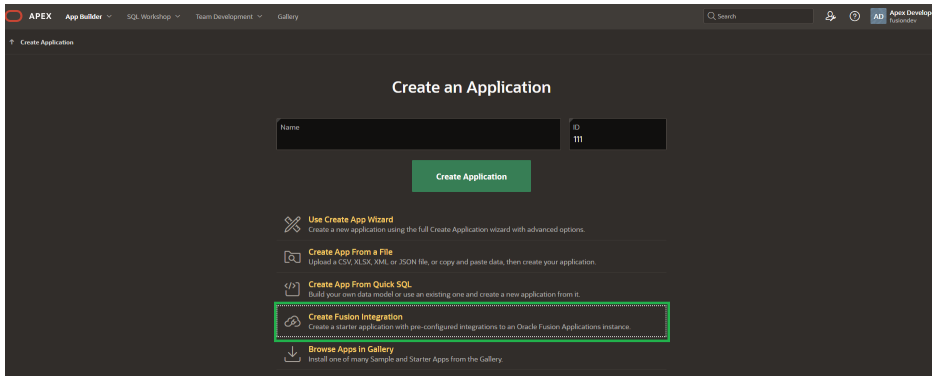 APEX App Builder SQL Workshop Team Development Gallery Search AD Apex Develop
fusiondev
Create Application
Create an Application
Name ID
111
Create Application
Use Create App Wizard
Create a new application using the full Create Application wizard with advanced options.
Create App From a File
Upload a CSV, XLSX, XML or JSON file, or copy and paste data, then create your application.
Create App From Quick SQL
Build your own data model or use an existing one and create a new application from it.
Create Fusion Integration
Create a starter application with pre-configured integrations to an Oracle Fusion Applications instance.
Browse Apps in Gallery
Install one of many Sample and Starter Apps from the Gallery.